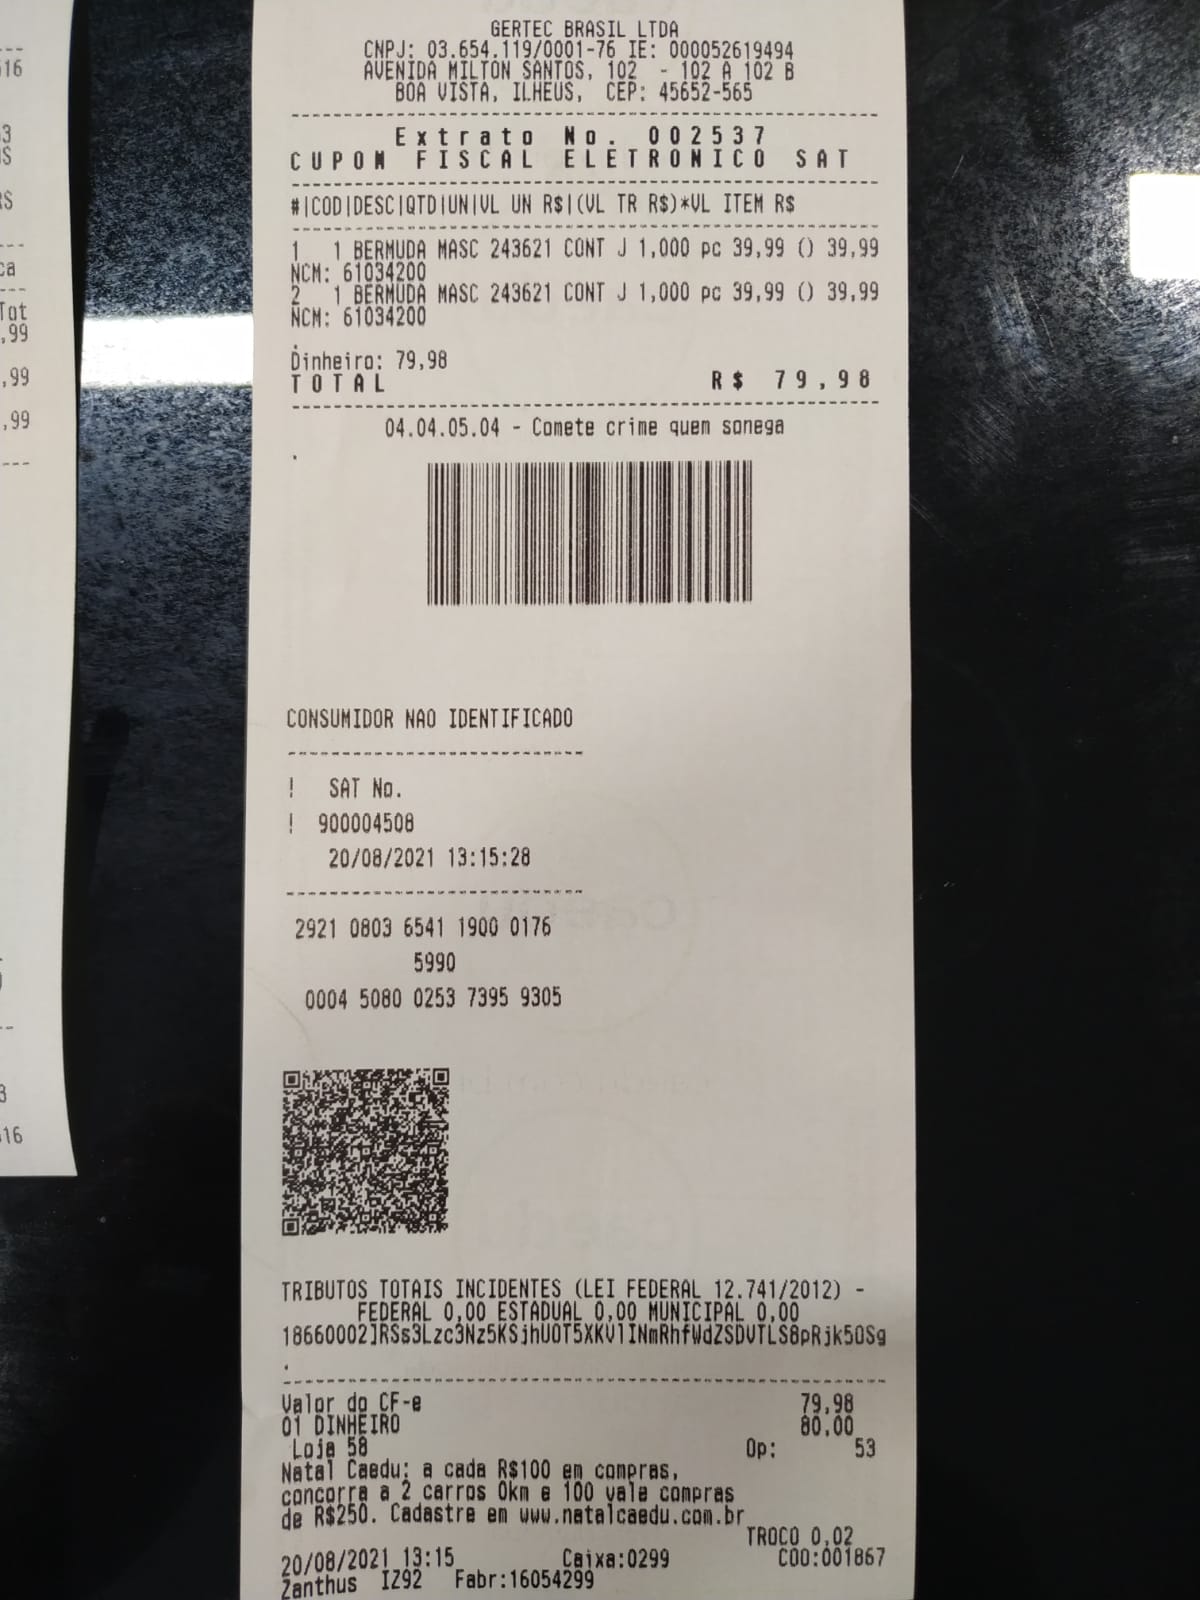 GERTEC BRASIL LTDA
CNPJ: 03.654.119/0001-76 IE: 000052619494
AVENIDA MILTON SANTOS, 102 - 102 A 102 B
BOA VISTA, ILHEUS, CEP: 45652-565
Extrato No. 002537
CUPOM FISCAL ELETRONICO SAT
#|COD|DESC|QTD|UN|VL UN R$|(VL TR R$)*VL ITEM R$
1 1 BERMUDA MASC 243621 CONT J 1,000 pc 39,99 () 39,99
NCM: 61034200
2 1 BERMUDA MASC 243621 CONT J 1,000 pc 39,99 () 39,99
NCM: 61034200
.
Dinheiro: 79,98
TOTAL R$ 79,98
04.04.05.04 - Comete crime quem sonega
.
CONSUMIDOR NAO IDENTIFICADO
! SAT No.
! 900004508
20/08/2021 13:15:28
2921 0803 6541 1900 0176
5990
0004 5080 0253 7395 9305
TRIBUTOS TOTAIS INCIDENTES (LEI FEDERAL 12.741/2012) -
FEDERAL 0,00 ESTADUAL 0,00 MUNICIPAL 0,00
.
Valor do CF-e 79,98
01 DINHEIRO 80,00
Loja 58 Op: 53
Natal Caedu: a cada R$100 em compras,
concorra a 2 carros 0km e 100 vale compras
de R$250. Cadastre em www.natalcaedu.com.br
TROCO 0,02
20/08/2021 13:15 Caixa:0299 COO:001867
Zanthus IZ92 Fabr:16054299
16
3
S
R$
ca
Tot
,99
,99
,99
3
16